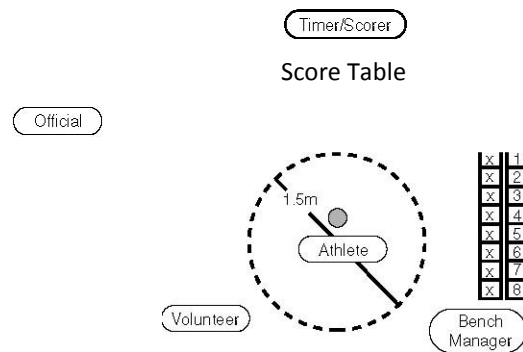 Timer/Scorer
Score Table
Official
1.5m
Athlete
x 1
x 2
x 3
x 4
x 5
x 6
x 7
x 8
Volunteer
Bench
Manager